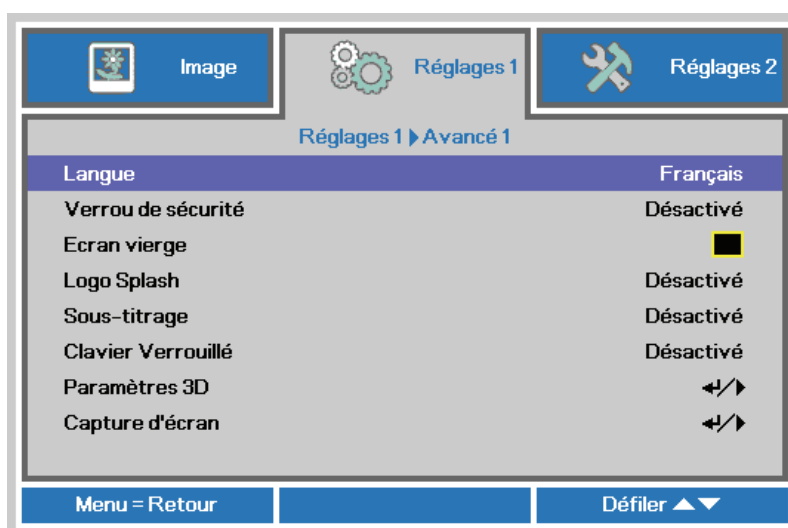 Image
Réglages 1
Réglages 2
Réglages 1 Avancé 1
Langue Français
Verrou de sécurité Désactivé
Ecran vierge
Logo Splash Désactivé
Sous-titrage Désactivé
Clavier Verrouillé Désactivé
Paramètres 3D
Capture d'écran
Menu = Retour
Défiler